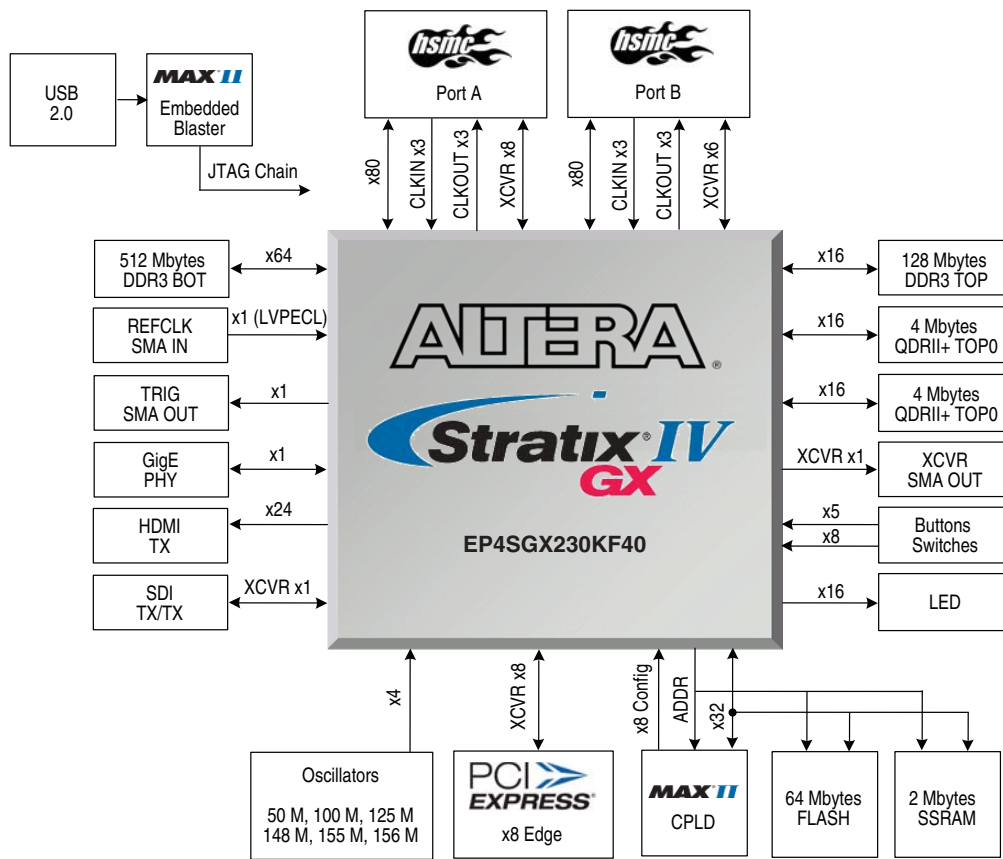 hsmc
Port A
hsmc
Port B
USB
2.0
MAX II
Embedded
Blaster
JTAG Chain
x80
CLKIN x3
CLKOUT x3
XCVR x8
x80
CLKIN x3
CLKOUT x3
XCVR x6
512 Mbytes
DDR3 BOT
x64
REFCLK
SMA IN
x1 (LVPECL)
TRIG
SMA OUT
x1
GigE
PHY
x1
HDMI
TX
x24
SDI
TX/TX
XCVR x1
ALTERA®
Stratix® IV
GX
EP4SGX230KF40
x16
128 Mbytes
DDR3 TOP
x16
4 Mbytes
QDRII+ TOP0
x16
4 Mbytes
QDRII+ TOP0
XCVR x1
XCVR
SMA OUT
x5
x8
Buttons
Switches
x16
LED
x4
XCVR x8
x8 Config
ADDR
x32
Oscillators
50 M, 100 M, 125 M
148 M, 155 M, 156 M
PCI
EXPRESS®
x8 Edge
MAX II
CPLD
64 Mbytes
FLASH
2 Mbytes
SSRAM